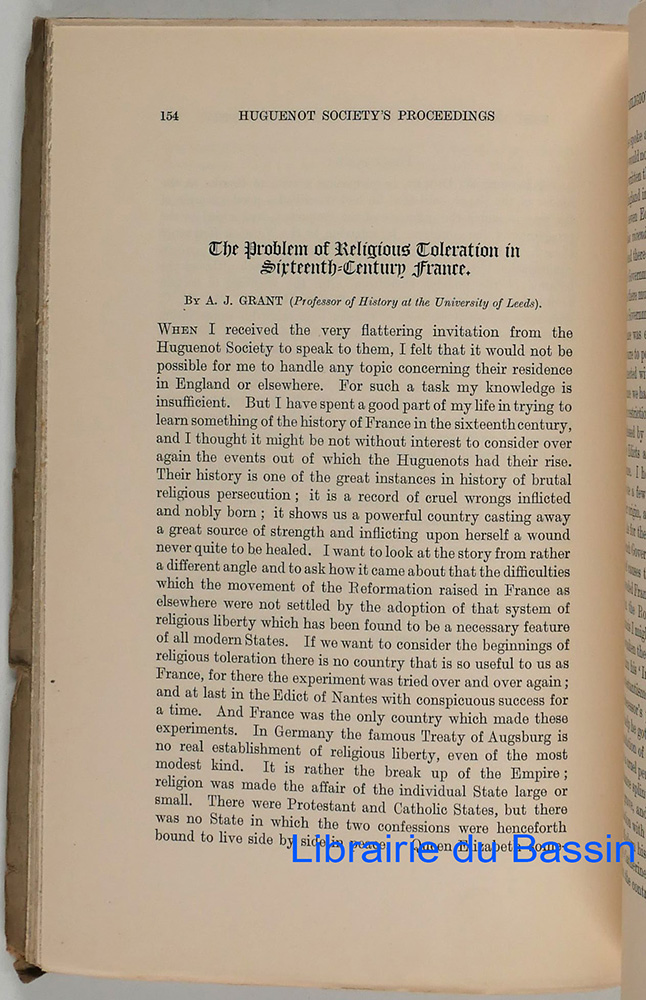 154 HUGUENOT SOCIETY'S PROCEEDINGS
The Problem of Religious Toleration in
Sixteenth=Century France.
BY A. J. GRANT (Professor of History at the University of Leeds).
WHEN I received the very flattering invitation from the
Huguenot Society to speak to them, I felt that it would not be
possible for me to handle any topic concerning their residence
in England or elsewhere. For such a task my knowledge is
insufficient. But I have spent a good part of my life in trying to
learn something of the history of France in the sixteenth century,
and I thought it might be not without interest to consider over
again the events out of which the Huguenots had their rise.
Their history is one of the great instances in history of brutal
religious persecution ; it is a record of cruel wrongs inflicted
and nobly born ; it shows us a powerful country casting away
a great source of strength and inflicting upon herself a wound
never quite to be healed. I want to look at the story from rather
a different angle and to ask how it came about that the difficulties
which the movement of the Reformation raised in France as
elsewhere were not settled by the adoption of that system of
religious liberty which has been found to be a necessary feature
of all modern States. If we want to consider the beginnings of
religious toleration there is no country that is so useful to us as
France, for there the experiment was tried over and over again ;
and at last in the Edict of Nantes with conspicuous success for
a time. And France was the only country which made these
experiments. In Germany the famous Treaty of Augsburg is
no real establishment of religious liberty, even of the most
modest kind. It is rather the break up of the Empire ;
religion was made the affair of the individual State large or
small. There were Protestant and Catholic States, but there
was no State in which the two confessions were henceforth
bound to live side by side in peace. Queen Elizabeth some-
Librairie du Bassin